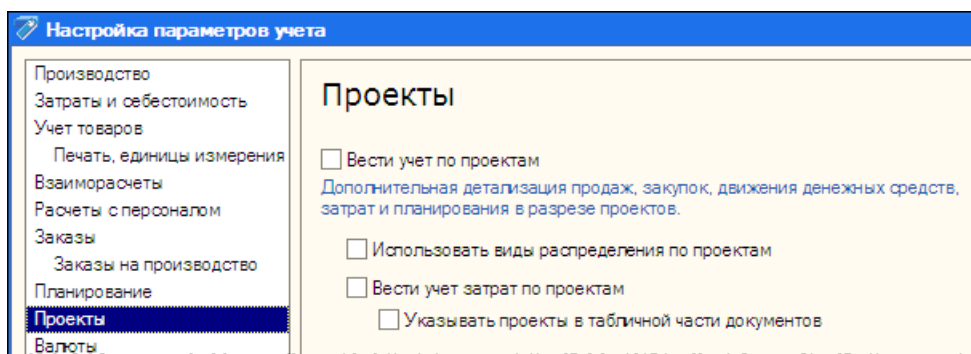 Настройка параметров учета
Производство
Затраты и себестоимость
Учет товаров
Печать, единицы измерения
Взаиморасчеты
Расчеты с персоналом
Заказы
Заказы на производство
Планирование
Проекты
Валюты
Проекты
Вести учет по проектам
Дополнительная детализация продаж, закупок, движения денежных средств,
затрат и планирования в разрезе проектов.
Использовать виды распределения по проектам
Вести учет затрат по проектам
Указывать проекты в табличной части документов